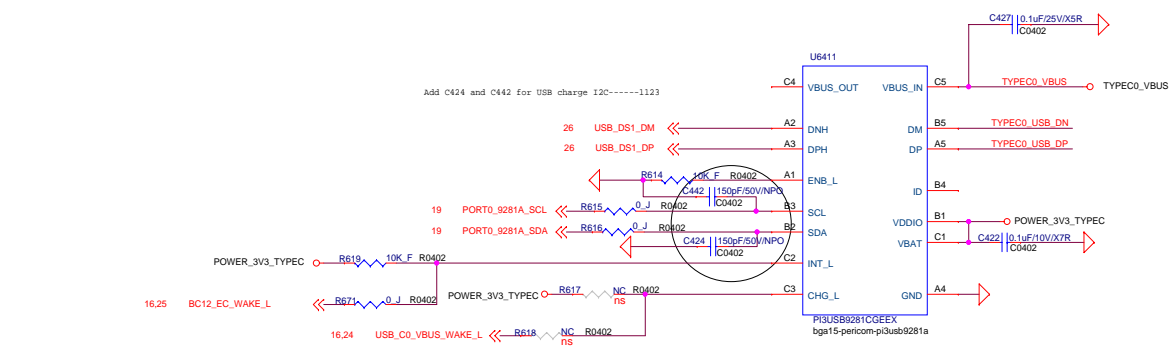 C427 0.1uF/25V/X5R
C0402
U6411
C4 VBUS_OUT VBUS_IN C5 TYPEC0_VBUS TYPEC0_VBUS
Add C424 and C442 for USB charge I2C------1123
26 USB_DS1_DM A2 DNH DM B5 TYPEC0_USB_DN
26 USB_DS1_DP A3 DPH DP A5 TYPEC0_USB_DP
R614 10K_F R0402 A1 ENB_L
ID B4
C442 150pF/50V/NPO
C0402
19 PORT0_9281A_SCL R615 0_J R0402 B3 SCL
VDDIO B1 POWER_3V3_TYPEC
19 PORT0_9281A_SDA R616 0_J R0402 B2 SDA
C424 150pF/50V/NPO
C0402
VBAT C1 C422 0.1uF/10V/X7R
C0402
POWER_3V3_TYPEC R619 10K_F R0402 C2 INT_L
16,25 BC12_EC_WAKE_L R671 0_J R0402
POWER_3V3_TYPEC R617 NC R0402 C3 CHG_L GND A4
ns
PI3USB9281CGEEX
bga15-pericom-pi3usb9281a
16,24 USB_C0_VBUS_WAKE_L R618 NC R0402
ns